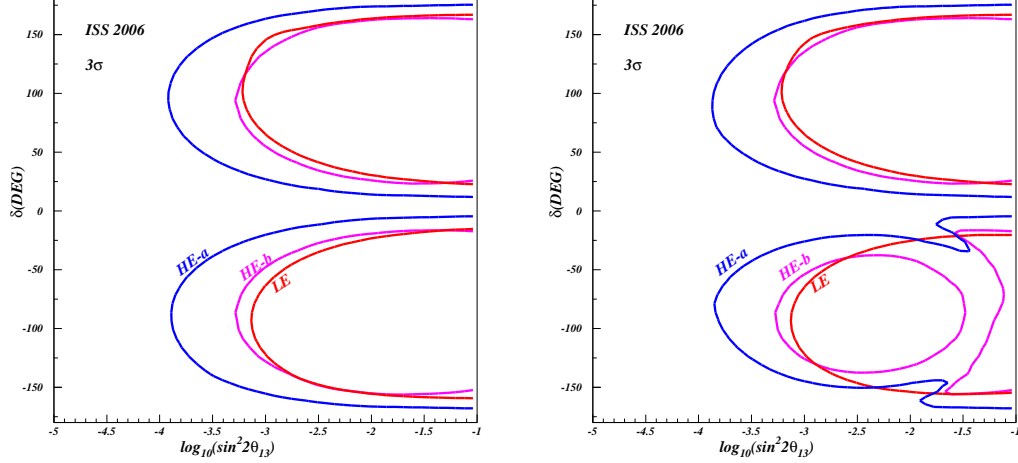 ISS 2006
3σ
150
100
50
0
-50
-100
-150
δ(DEG)
HE-a
HE-b
LE
-5
-4.5
-4
-3.5
-3
-2.5
-2
-1.5
-1
log10(sin²2θ13)
ISS 2006
3σ
150
100
50
0
-50
-100
-150
δ(DEG)
HE-a
HE-b
LE
-5
-4.5
-4
-3.5
-3
-2.5
-2
-1.5
-1
log10(sin²2θ13)